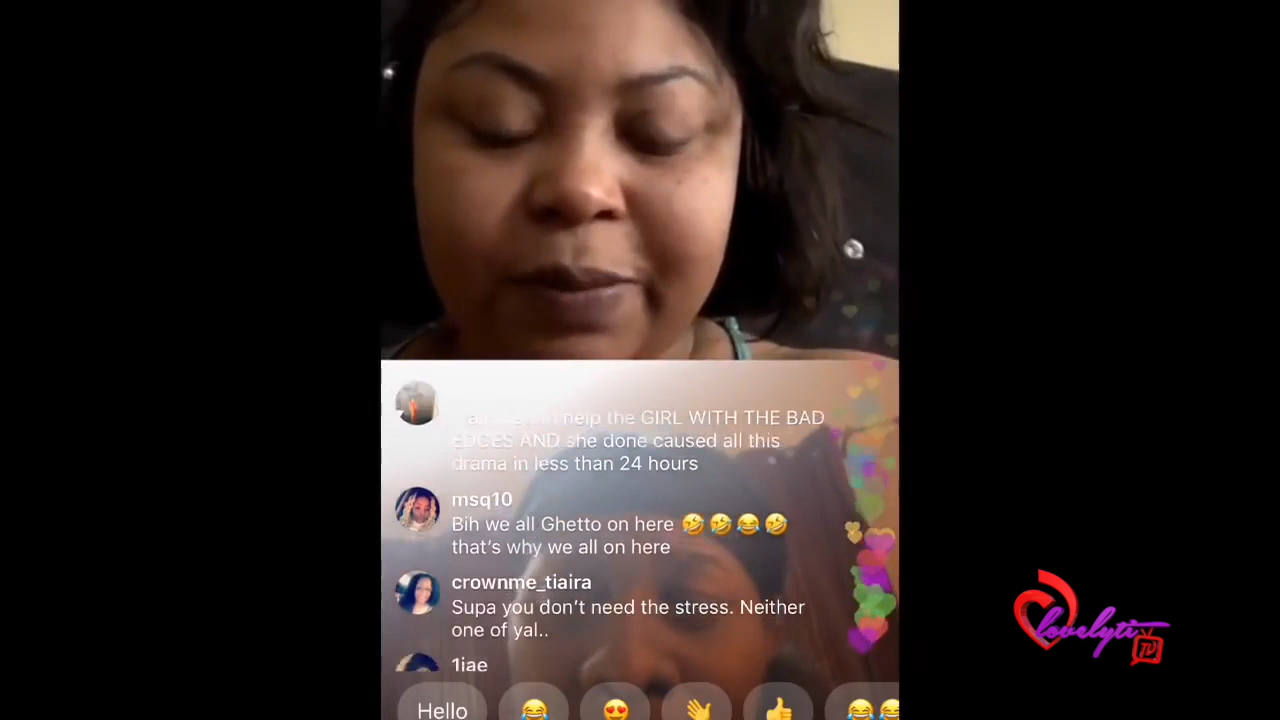 help the GIRL WITH THE BAD
EDGES AND she done caused all this
drama in less than 24 hours
msq10
Bih we all Ghetto on here 🤣🤣😂🤣
that's why we all on here
crownme_tiaira
Supa you don't need the stress. Neither
one of yal..
1iae
Hello 😂 😍 👋 👍 😂😂
lovelyti
TV